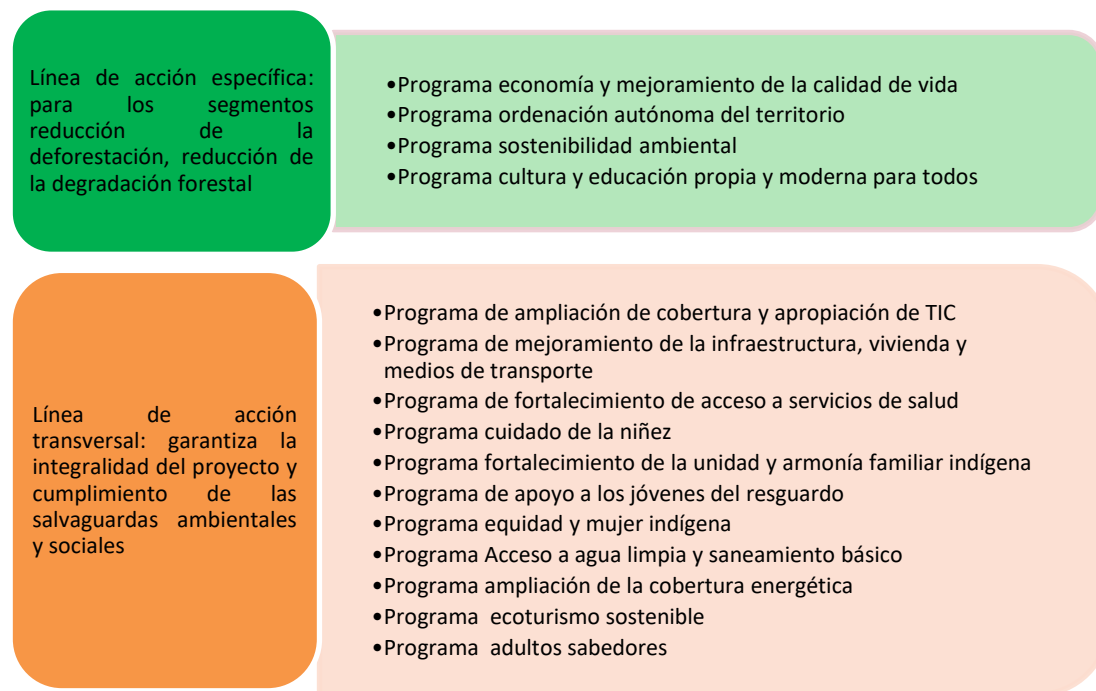 Línea de acción específica:
para los segmentos
reducción de la
deforestación, reducción de
la degradación forestal
•Programa economía y mejoramiento de la calidad de vida
•Programa ordenación autónoma del territorio
•Programa sostenibilidad ambiental
•Programa cultura y educación propia y moderna para todos
Línea de acción
transversal: garantiza la
integralidad del proyecto y
cumplimiento de las
salvaguardas ambientales
y sociales
•Programa de ampliación de cobertura y apropiación de TIC
•Programa de mejoramiento de la infraestructura, vivienda y
medios de transporte
•Programa de fortalecimiento de acceso a servicios de salud
•Programa cuidado de la niñez
•Programa fortalecimiento de la unidad y armonía familiar indígena
•Programa de apoyo a los jóvenes del resguardo
•Programa equidad y mujer indígena
•Programa Acceso a agua limpia y saneamiento básico
•Programa ampliación de la cobertura energética
•Programa ecoturismo sostenible
•Programa adultos sabedores